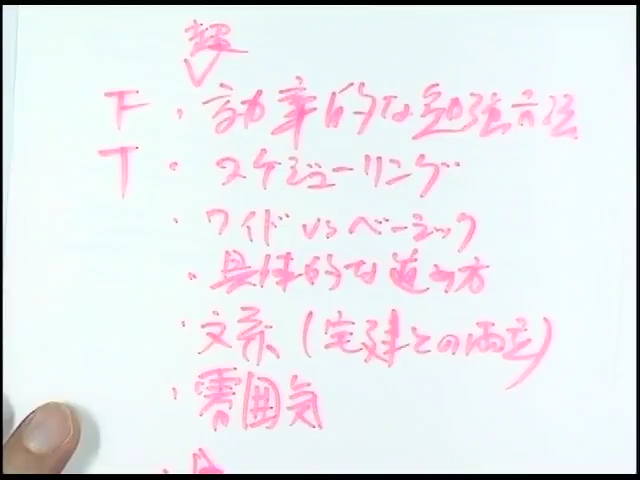 F ・効率的な勉強方法
T ・スケジューリング
・ワイド vs ベーシック
・具体的な進め方
・文系(宅建との両立)
・雰囲気